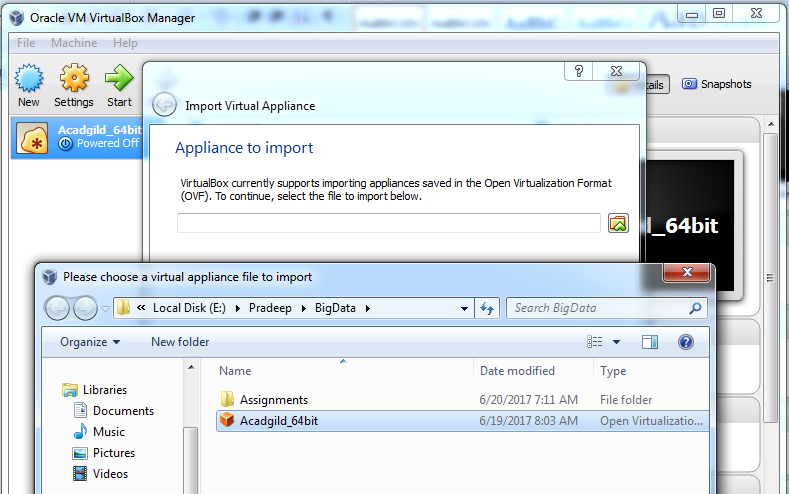 Oracle VM VirtualBox Manager
File Machine Help
New Settings Start
Snapshots
Acadgild_64bit
Powered Off
Import Virtual Appliance
Appliance to import
VirtualBox currently supports importing appliances saved in the Open Virtualization Format
(OVF). To continue, select the file to import below.
_64bit
Please choose a virtual appliance file to import
« Local Disk (E:) Pradeep BigData
Search BigData
Organize New folder
Name Date modified Type
Libraries
Documents
Music
Pictures
Videos
Assignments 6/20/2017 7:11 AM File folder
Acadgild_64bit 6/19/2017 8:03 AM Open Virtualizatio...